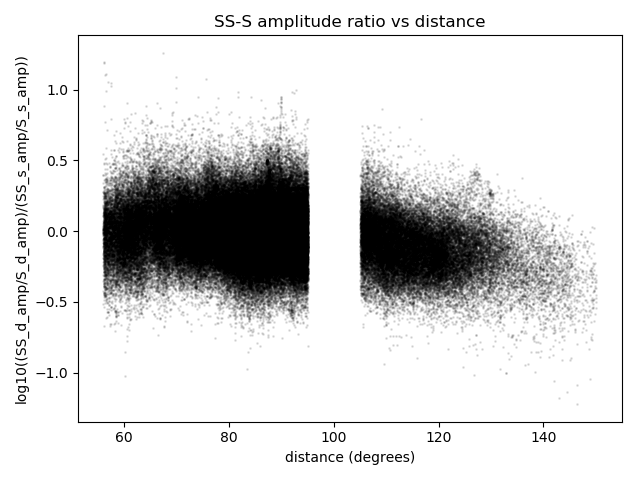 SS-S amplitude ratio vs distance
log10((SS_d_amp/S_d_amp)/(SS_s_amp/S_s_amp))
1.0
0.5
0.0
−0.5
−1.0
60 80 100 120 140
distance (degrees)